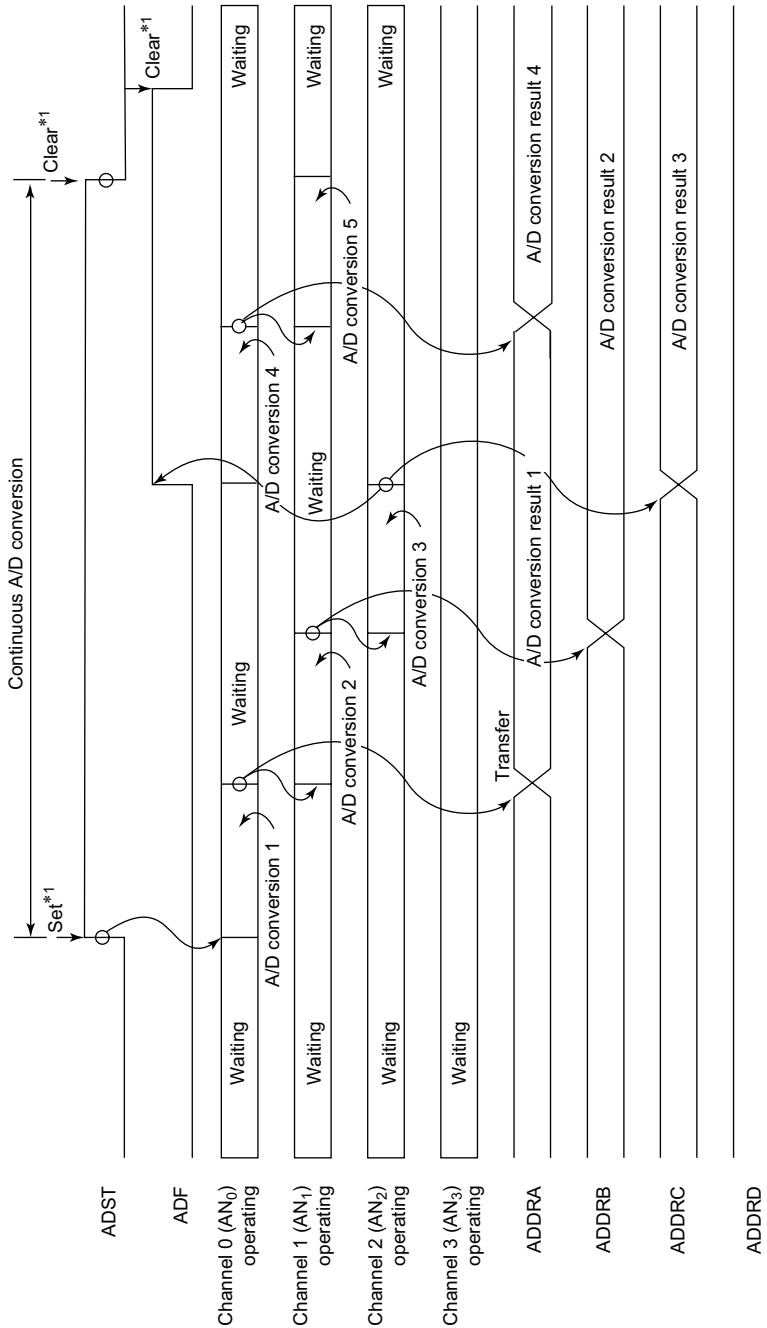 Continuous A/D conversion
Set*1
Clear*1
Clear*1
ADST
ADF
Channel 0 (AN0)
operating
Waiting
A/D conversion 1
Waiting
A/D conversion 4
Waiting
Channel 1 (AN1)
operating
Waiting
A/D conversion 2
Waiting
A/D conversion 5
Waiting
Channel 2 (AN2)
operating
Waiting
A/D conversion 3
Waiting
Channel 3 (AN3)
operating
Waiting
Transfer
ADDRA
A/D conversion result 1
A/D conversion result 4
ADDRB
A/D conversion result 2
ADDRC
A/D conversion result 3
ADDRD